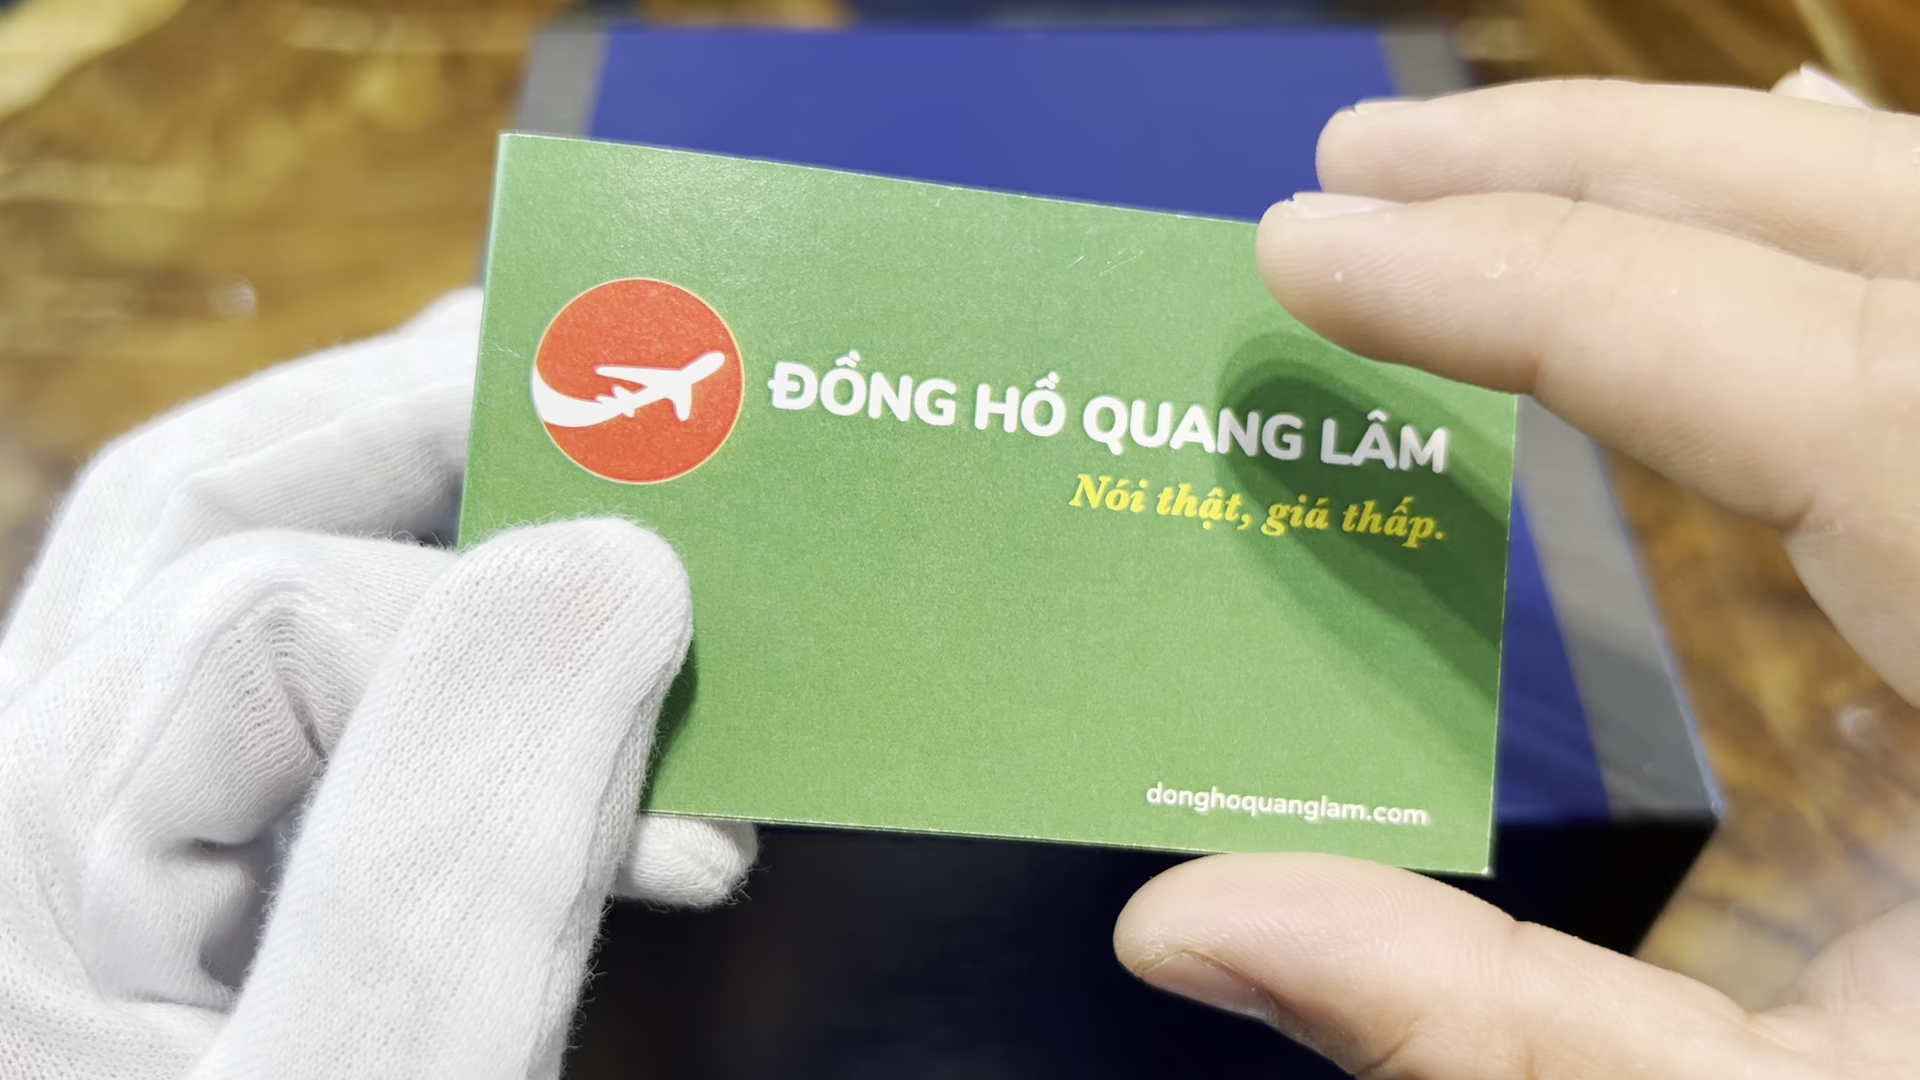 ĐỒNG HỒ QUANG LÂM
Nói thật, giá thấp.
donghoquanglam.com